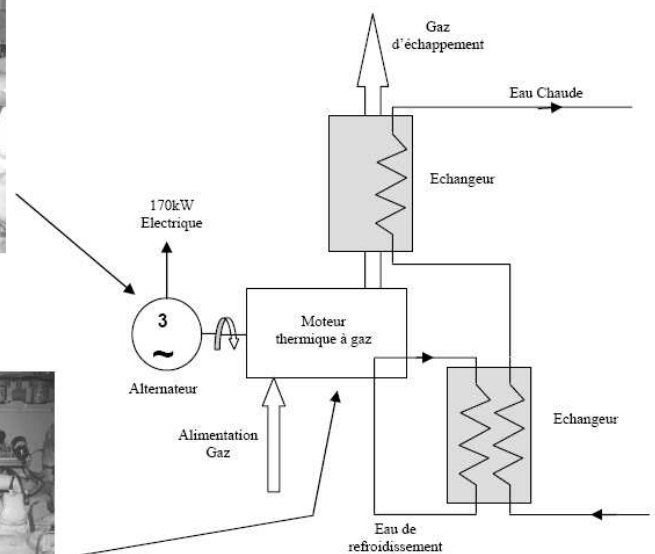 Gaz
d'échappement
Eau Chaude
Echangeur
170kW
Electrique
3
~
Moteur
thermique à gaz
Alternateur
Alimentation
Gaz
Echangeur
Eau de
refroidissement